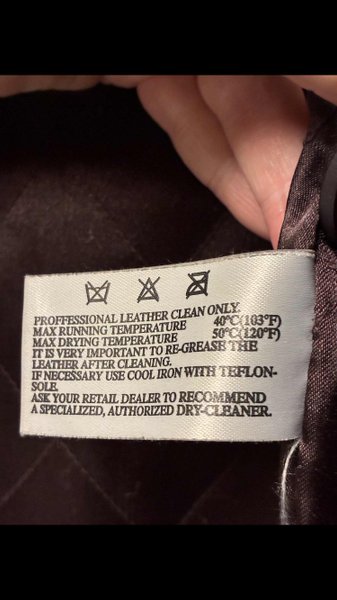 PROFFESSIONAL LEATHER CLEAN ONLY.
MAX RUNNING TEMPERATURE 40°C(103°F)
MAX DRYING TEMPERATURE 50°C(120°F)
IT IS VERY IMPORTANT TO RE-GREASE THE
LEATHER AFTER CLEANING.
IF NECESSARY USE COOL IRON WITH TEFLON-
SOLE.
ASK YOUR RETAIL DEALER TO RECOMMEND
A SPECIALIZED, AUTHORIZED DRY-CLEANER.